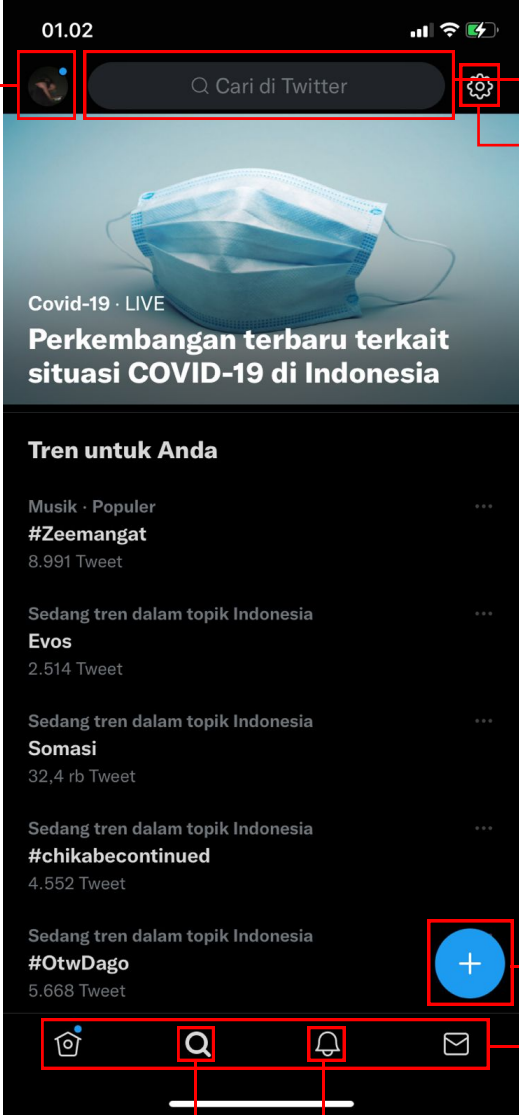 01.02
Cari di Twitter
Covid-19 · LIVE
Perkembangan terbaru terkait
situasi COVID-19 di Indonesia
Tren untuk Anda
Musik · Populer
#Zeemangat
8.991 Tweet
Sedang tren dalam topik Indonesia
Evos
2.514 Tweet
Sedang tren dalam topik Indonesia
Somasi
32,4 rb Tweet
Sedang tren dalam topik Indonesia
#chikabecontinued
4.552 Tweet
Sedang tren dalam topik Indonesia
#OtwDago
5.668 Tweet